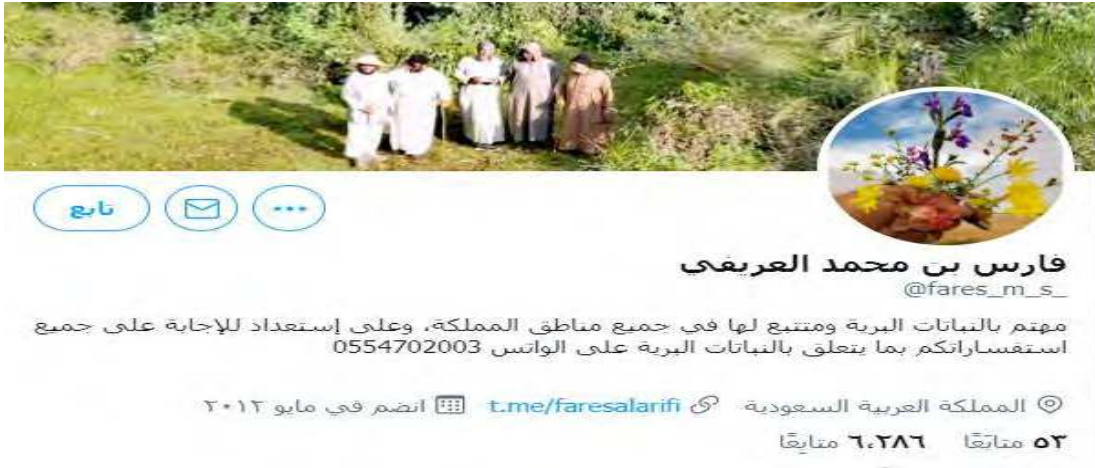 تابع
فارس بن محمد العريفي
@fares_m_s_
مهتم بالنباتات البرية ومتتبع لها في جميع مناطق المملكة، وعلى إستعداد للإجابة على جميع
استفساراتكم بما يتعلق بالنباتات البرية على الواتس 0554702003
المملكة العربية السعودية t.me/faresalarifi انضم في مايو ٢٠١٢
٥٣ متابَعًا ٦،٢٨٦ متابِعًا